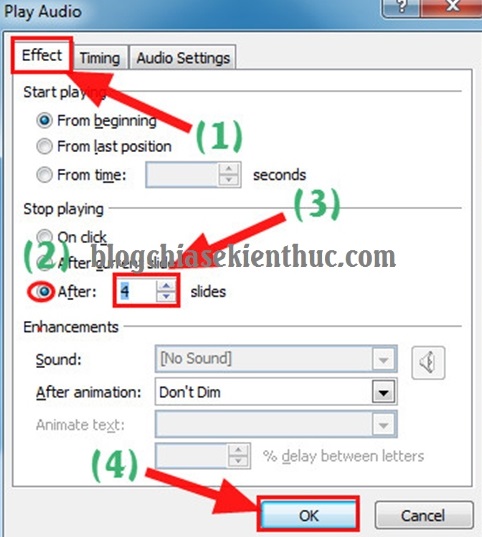 Play Audio
Effect Timing Audio Settings
Start playing
From beginning
(1)
From last position
From time: seconds
Stop playing
(3)
On click
(2)
After current slide
blogchiasekienthuc.com
After: 4 slides
Enhancements
Sound: [No Sound]
After animation: Don't Dim
Animate text:
% delay between letters
(4)
OK Cancel